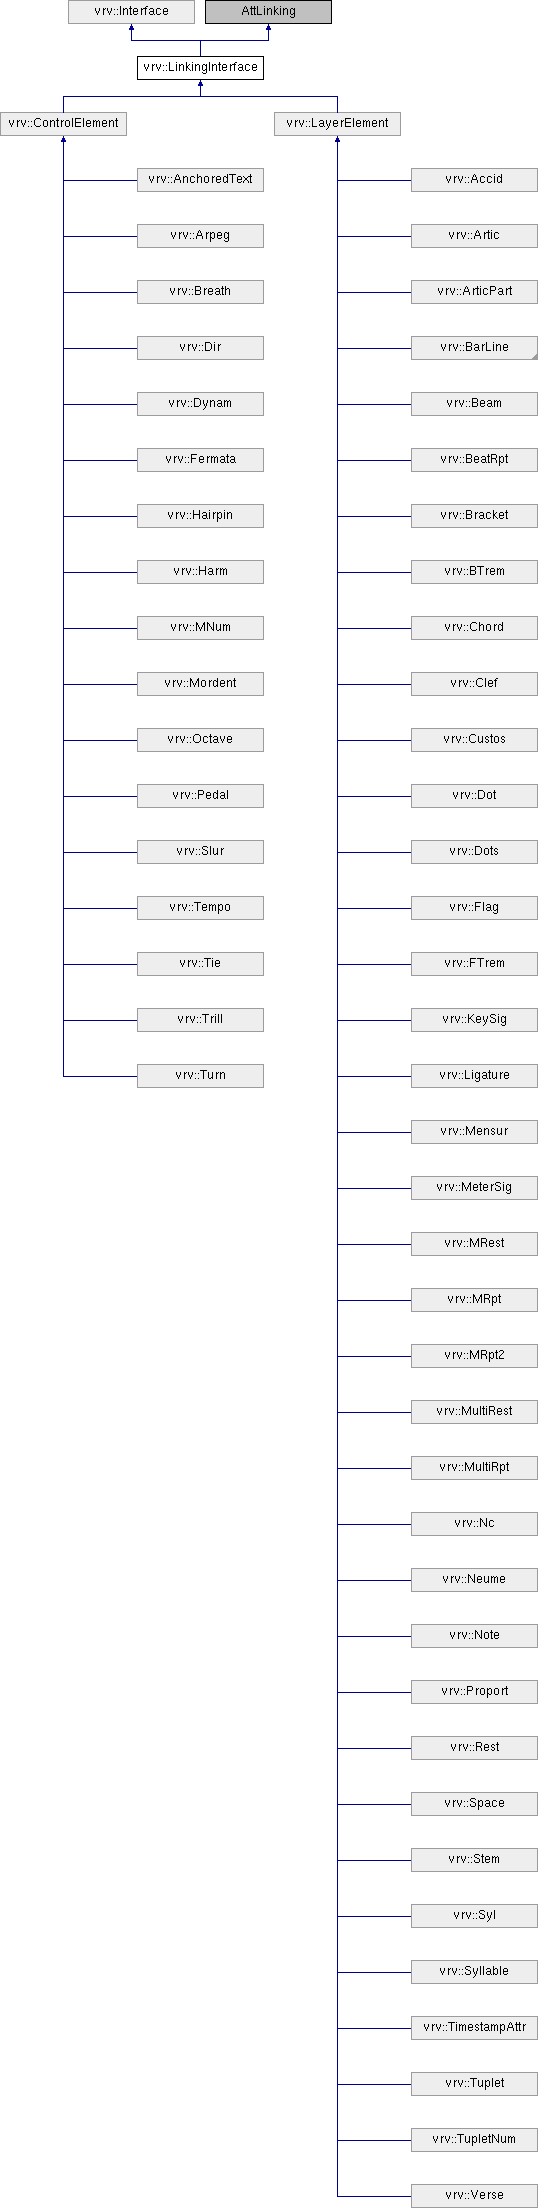 vrv::Interface
AttLinking
vrv::LinkingInterface
vrv::ControlElement
vrv::LayerElement
vrv::AnchoredText
vrv::Accid
vrv::Arpeg
vrv::Artic
vrv::Breath
vrv::ArticPart
vrv::Dir
vrv::BarLine
vrv::Dynam
vrv::Beam
vrv::Fermata
vrv::BeatRpt
vrv::Hairpin
vrv::Bracket
vrv::Harm
vrv::BTrem
vrv::MNum
vrv::Chord
vrv::Mordent
vrv::Clef
vrv::Octave
vrv::Custos
vrv::Pedal
vrv::Dot
vrv::Slur
vrv::Dots
vrv::Tempo
vrv::Flag
vrv::Tie
vrv::FTrem
vrv::Trill
vrv::KeySig
vrv::Turn
vrv::Ligature
vrv::Mensur
vrv::MeterSig
vrv::MRest
vrv::MRpt
vrv::MRpt2
vrv::MultiRest
vrv::MultiRpt
vrv::Nc
vrv::Neume
vrv::Note
vrv::Proport
vrv::Rest
vrv::Space
vrv::Stem
vrv::Syl
vrv::Syllable
vrv::TimestampAttr
vrv::Tuplet
vrv::TupletNum
vrv::Verse